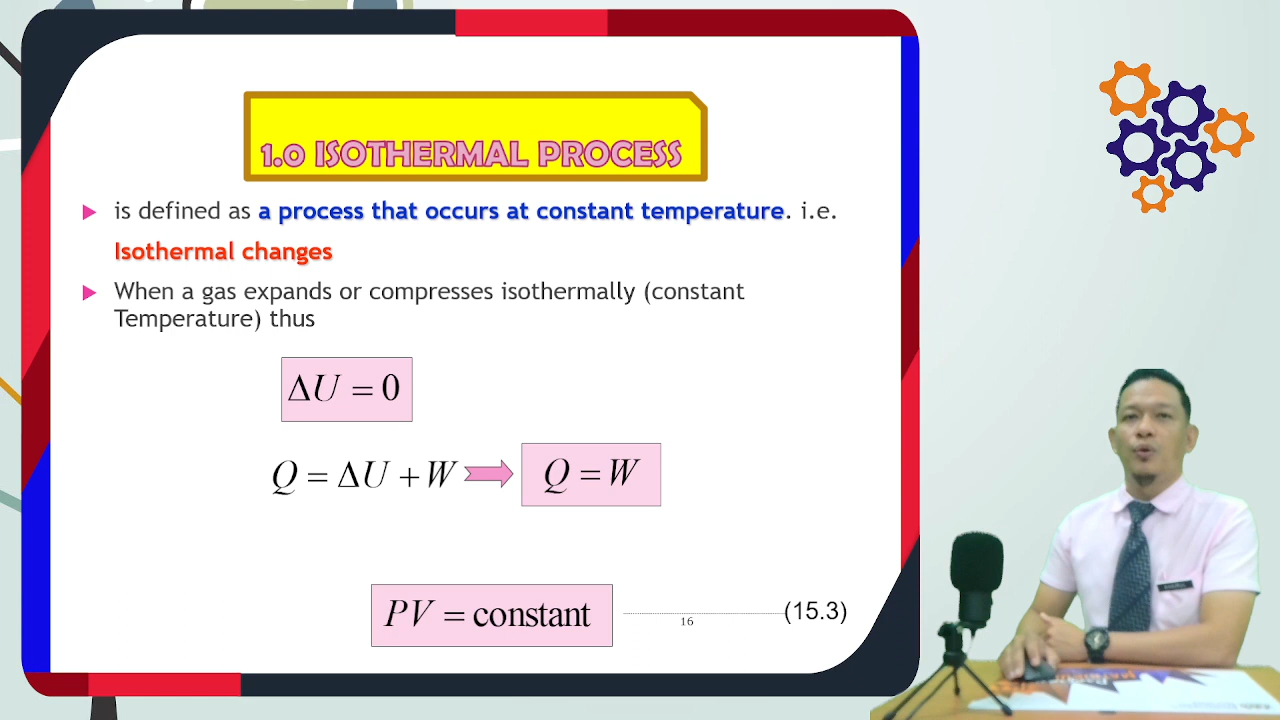 1.0 ISOTHERMAL PROCESS
is defined as a process that occurs at constant temperature. i.e.
Isothermal changes
When a gas expands or compresses isothermally (constant
Temperature) thus
ΔU = 0
Q = ΔU + W Q = W
PV = constant (15.3)
16